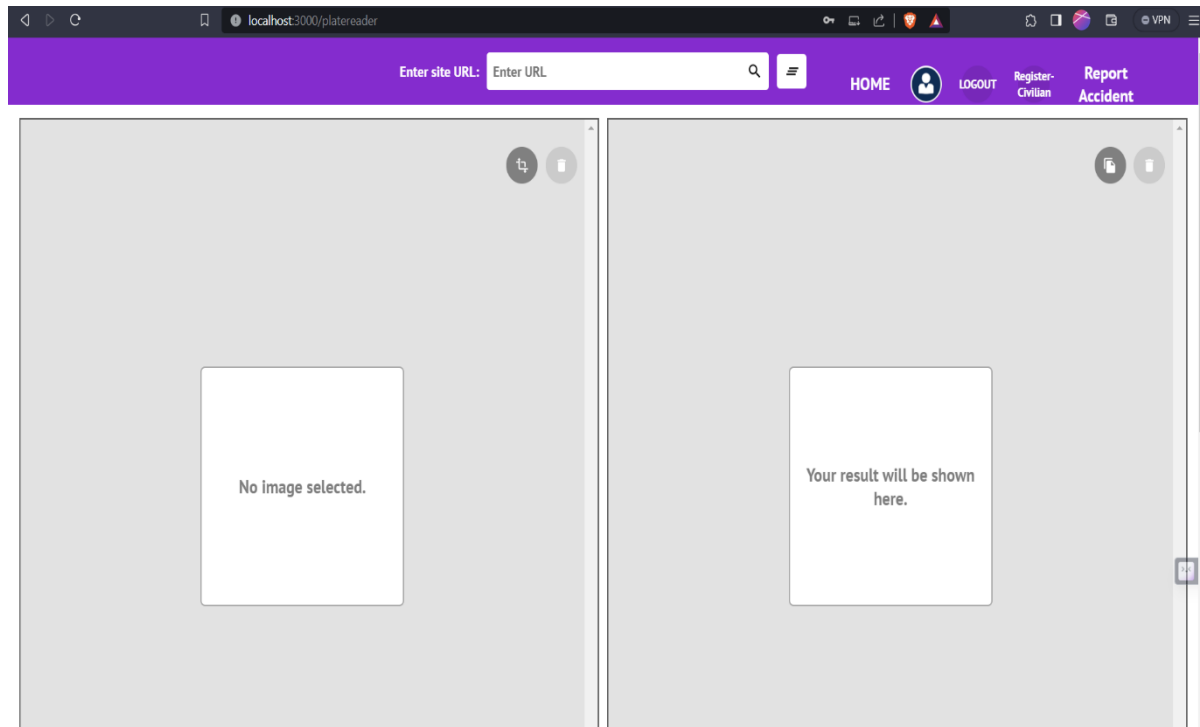 localhost:3000/platereader
VPN
Enter site URL: Enter URL
HOME
LOGOUT
Register-
Civilian
Report
Accident
No image selected.
Your result will be shown
here.